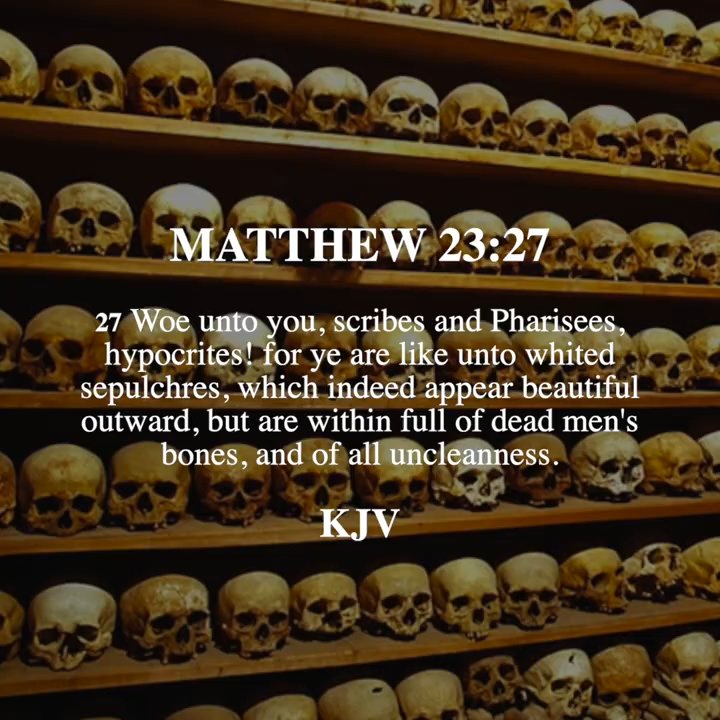 MATTHEW 23:27
27 Woe unto you, scribes and Pharisees,
hypocrites! for ye are like unto whited
sepulchres, which indeed appear beautiful
outward, but are within full of dead men's
bones, and of all uncleanness.
KJV